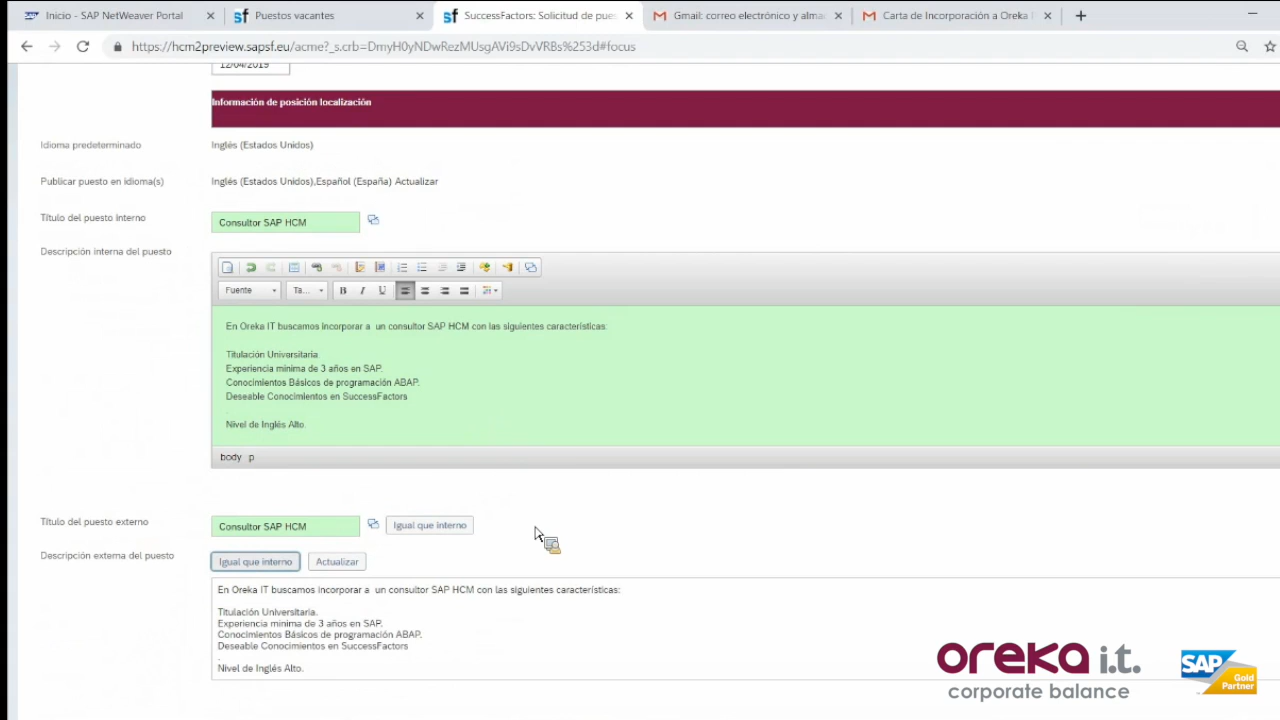 Inicio - SAP NetWeaver Portal
Puestos vacantes
SuccessFactors: Solicitud de pues
Gmail: correo electrónico y alma
Carta de Incorporación a Oreka
https://hcm2preview.sapsf.eu/acme?_s.crb=DmyH0yNDwRezMUsgAVi9sDvVRBs%253d#focus
12/04/2019
Información de posición localización
Idioma predeterminado
Inglés (Estados Unidos)
Publicar puesto en idioma(s)
Inglés (Estados Unidos),Español (España) Actualizar
Título del puesto interno
Consultor SAP HCM
Descripción interna del puesto
Fuente
Ta...
B I U
En Oreka IT buscamos incorporar a un consultor SAP HCM con las siguientes características:
Titulación Universitaria.
Experiencia mínima de 3 años en SAP.
Conocimientos Básicos de programación ABAP.
Deseable Conocimientos en SuccessFactors
.
Nivel de Inglés Alto.
body p
Título del puesto externo
Consultor SAP HCM
Igual que interno
Descripción externa del puesto
Igual que interno
Actualizar
En Oreka IT buscamos incorporar a un consultor SAP HCM con las siguientes características:
Titulación Universitaria.
Experiencia mínima de 3 años en SAP.
Conocimientos Básicos de programación ABAP.
Deseable Conocimientos en SuccessFactors
.
Nivel de Inglés Alto.
oreka i.t.
corporate balance
SAP
Gold
Partner